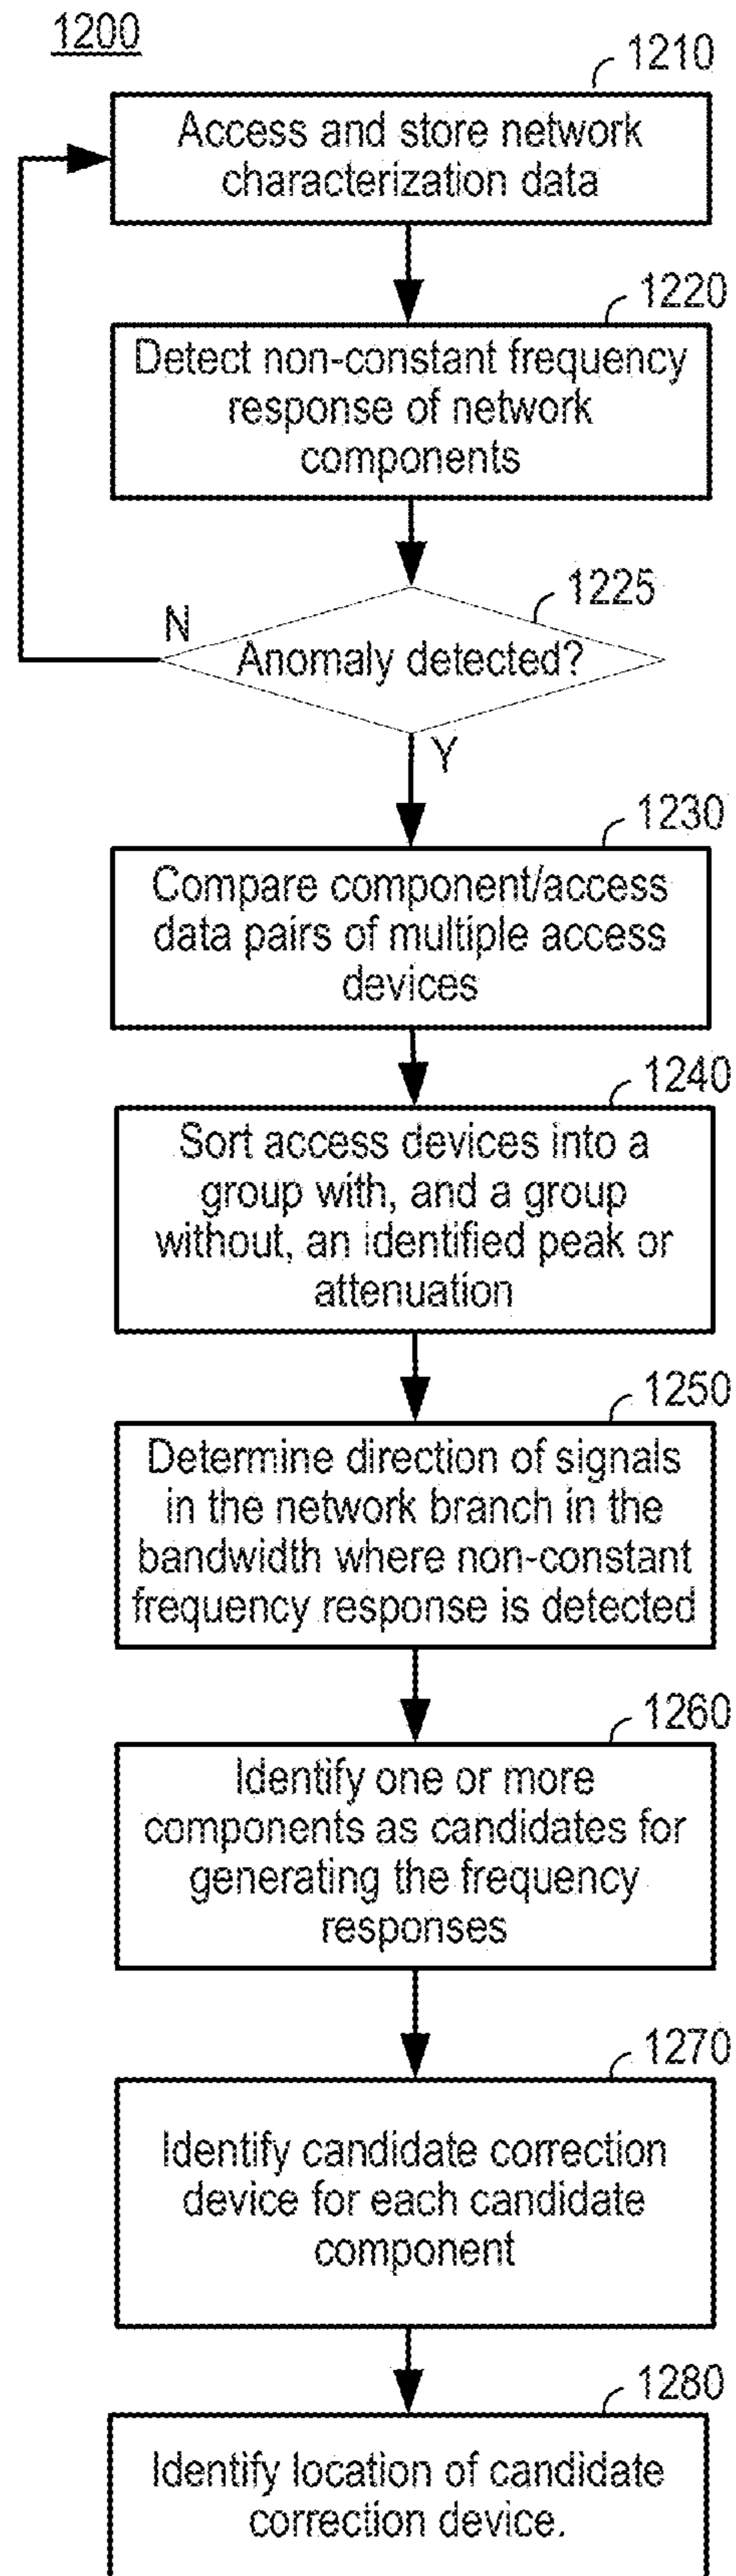 1200
1210
Access and store network
characterization data
1220
Detect non-constant frequency
response of network
components
1225
N
Anomaly detected?
Y
1230
Compare component/access
data pairs of multiple access
devices
1240
Sort access devices into a
group with, and a group
without, an identified peak or
attenuation
1250
Determine direction of signals
in the network branch in the
bandwidth where non-constant
frequency response is detected
1260
Identify one or more
components as candidates for
generating the frequency
responses
1270
Identify candidate correction
device for each candidate
component
1280
Identify location of candidate
correction device.